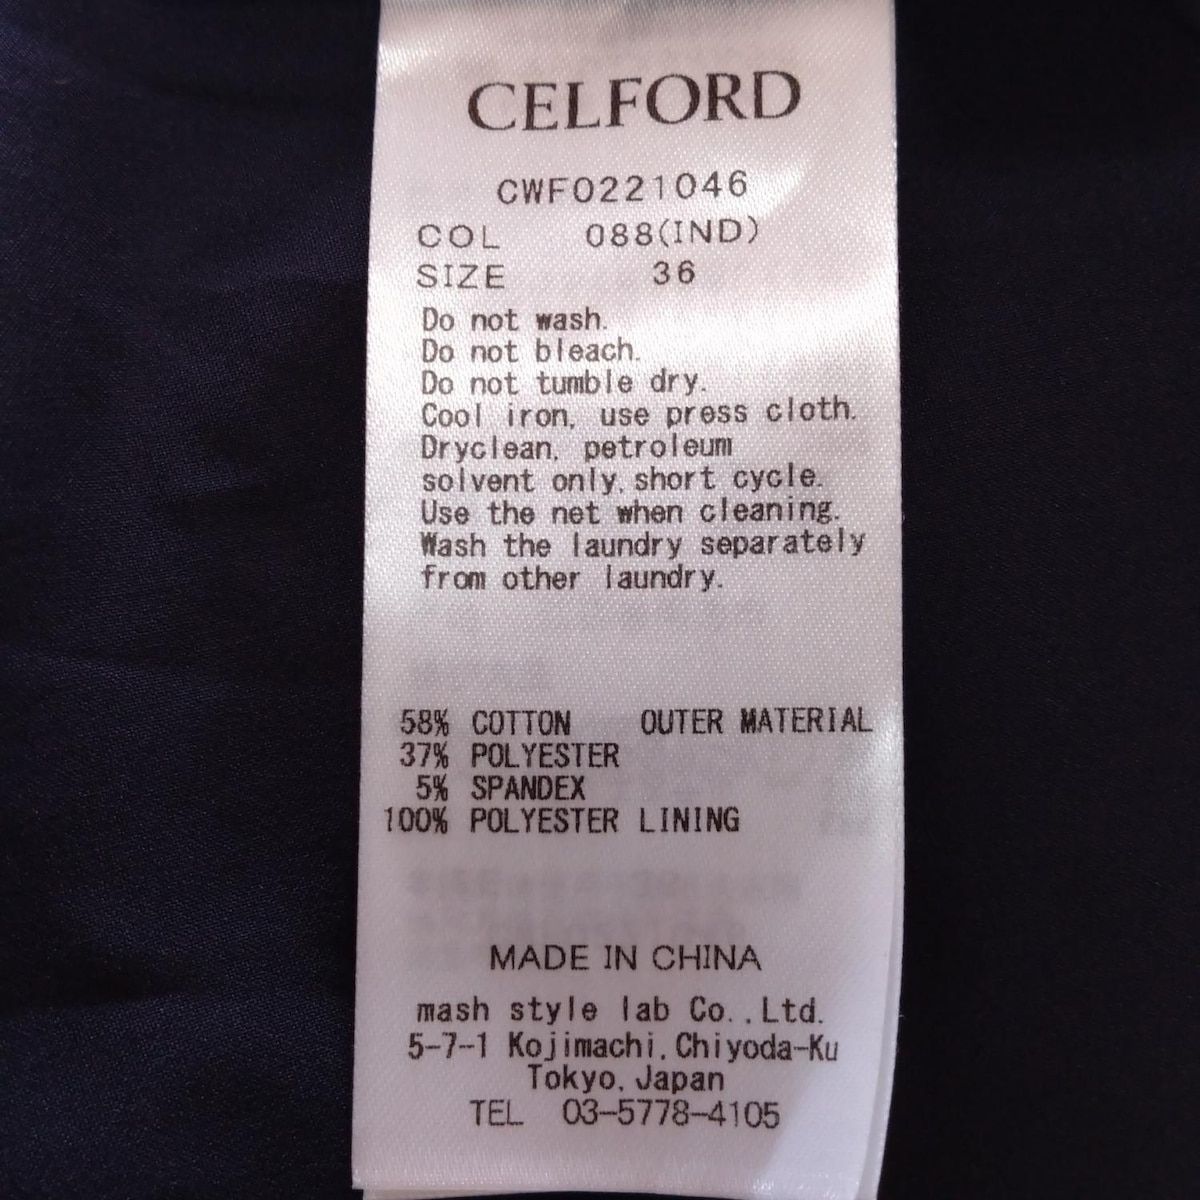 CELFORD
CWF0221046
COL 088(IND)
SIZE 36
Do not wash.
Do not bleach.
Do not tumble dry.
Cool iron, use press cloth.
Dryclean, petroleum
solvent only, short cycle.
Use the net when cleaning.
Wash the laundry separately
from other laundry.
58% COTTON OUTER MATERIAL
37% POLYESTER
5% SPANDEX
100% POLYESTER LINING
MADE IN CHINA
mash style lab Co.,Ltd.
5-7-1 Kojimachi,Chiyoda-Ku
Tokyo,Japan
TEL 03-5778-4105